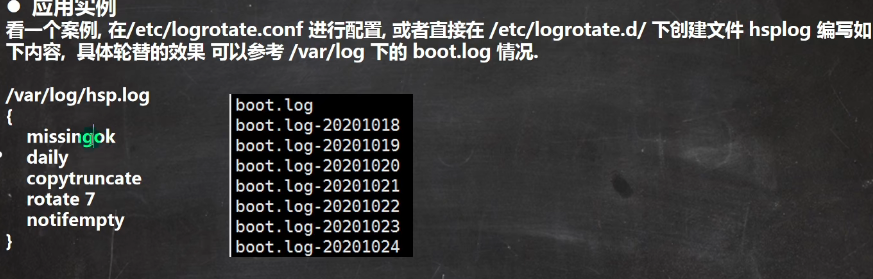 ● 应用实例
看一个案例, 在/etc/logrotate.conf 进行配置, 或者直接在 /etc/logrotate.d/ 下创建文件 hsplog 编写如
下内容, 具体轮替的效果 可以参考 /var/log 下的 boot.log 情况.
/var/log/hsp.log
{
missingok
daily
copytruncate
rotate 7
notifempty
}
boot.log
boot.log-20201018
boot.log-20201019
boot.log-20201020
boot.log-20201021
boot.log-20201022
boot.log-20201023
boot.log-20201024